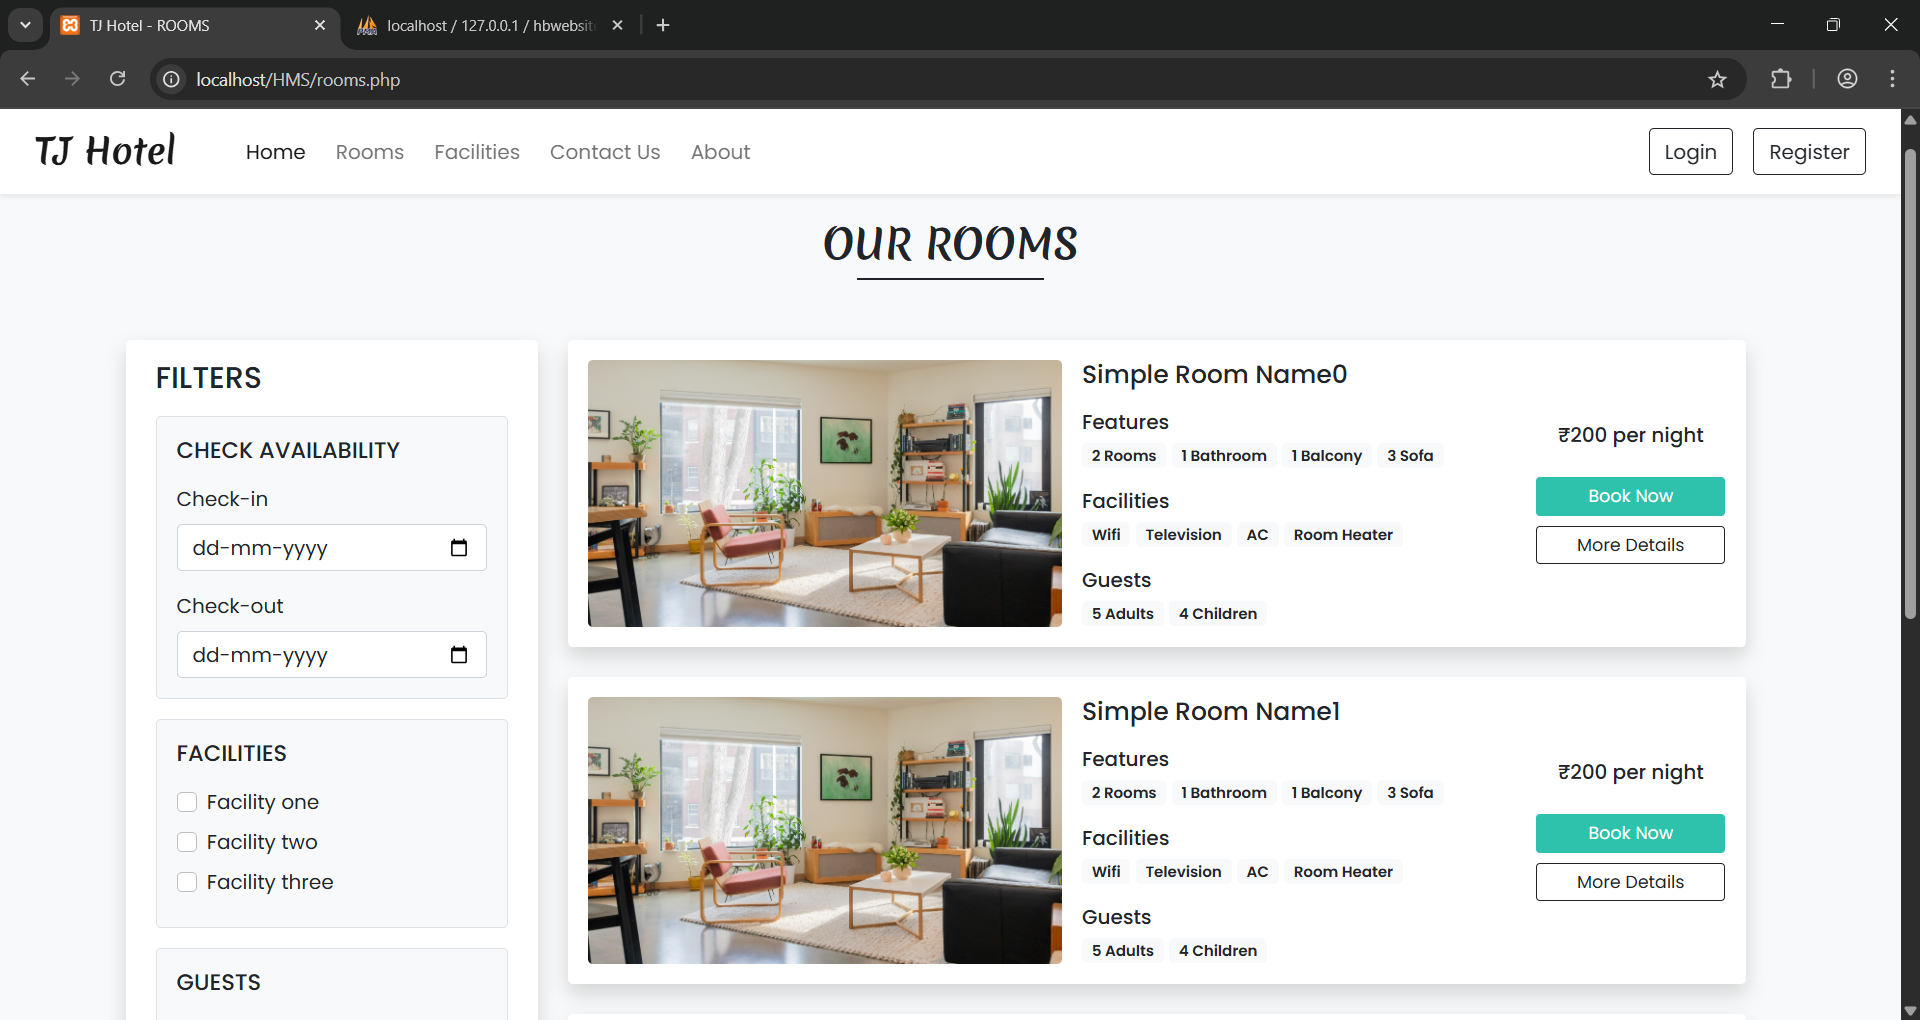 TJ Hotel - ROOMS
localhost / 127.0.0.1 / hbwebsit
localhost/HMS/rooms.php
TJ Hotel
Home
Rooms
Facilities
Contact Us
About
Login
Register
OUR ROOMS
FILTERS
CHECK AVAILABILITY
Check-in
dd-mm-yyyy
Check-out
dd-mm-yyyy
FACILITIES
Facility one
Facility two
Facility three
GUESTS
Simple Room Name0
Features
2 Rooms 1 Bathroom 1 Balcony 3 Sofa
Facilities
Wifi Television AC Room Heater
Guests
5 Adults 4 Children
₹200 per night
Book Now
More Details
Simple Room Name1
Features
2 Rooms 1 Bathroom 1 Balcony 3 Sofa
Facilities
Wifi Television AC Room Heater
Guests
5 Adults 4 Children
₹200 per night
Book Now
More Details